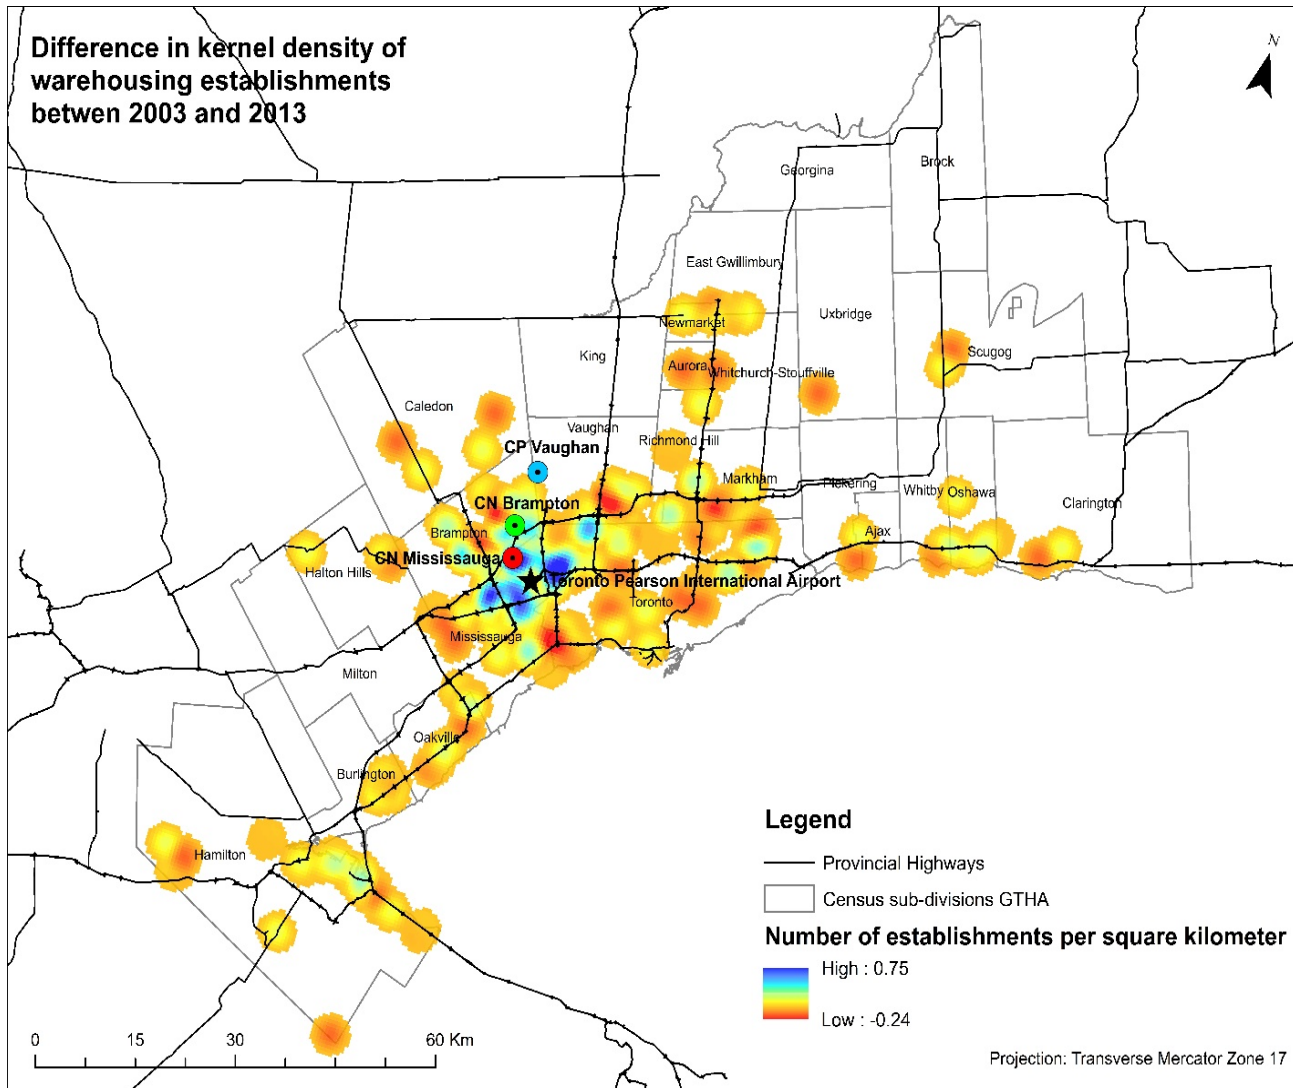 Difference in kernel density of
warehousing establishments
betwen 2003 and 2013
N
Brock
Georgina
East Gwillimbury
Newmarket
Uxbridge
King
Scugog
Aurora
Whitchurch-Stouffville
Caledon
Vaughan
Richmond Hill
CP Vaughan
Markham
Pickering
Whitby
Oshawa
Clarington
CN Brampton
Brampton
Ajax
CN Mississauga
Halton Hills
Toronto Pearson International Airport
Toronto
Mississauga
Milton
Oakville
Burlington
Hamilton
Legend
Provincial Highways
Census sub-divisions GTHA
Number of establishments per square kilometer
High : 0.75
Low : -0.24
0 15 30 60 Km
Projection: Transverse Mercator Zone 17